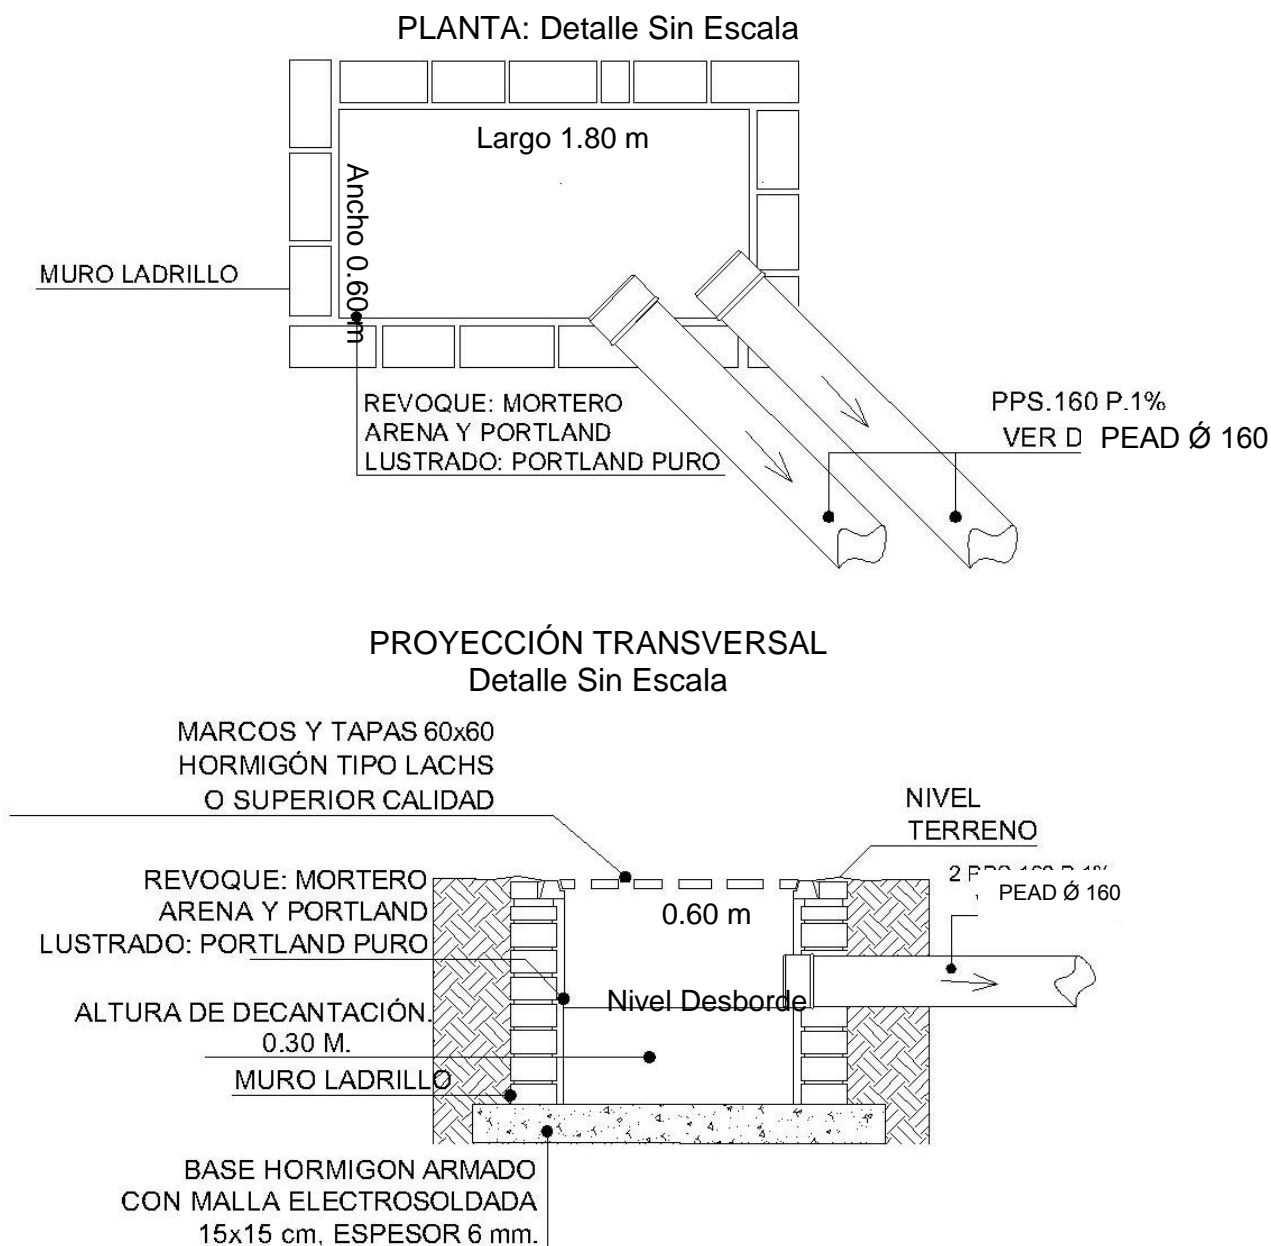 PLANTA: Detalle Sin Escala
Largo 1.80 m
Ancho 0.60 m
MURO LADRILLO
REVOQUE: MORTERO
ARENA Y PORTLAND
LUSTRADO: PORTLAND PURO
PPS.160 P.1%
VER D PEAD Ø 160
PROYECCIÓN TRANSVERSAL
Detalle Sin Escala
MARCOS Y TAPAS 60x60
HORMIGÓN TIPO LACHS
O SUPERIOR CALIDAD
NIVEL
TERRENO
REVOQUE: MORTERO
ARENA Y PORTLAND
LUSTRADO: PORTLAND PURO
2
PEAD Ø 160
0.60 m
Nivel Desborde
ALTURA DE DECANTACIÓN.
0.30 M.
MURO LADRILLO
BASE HORMIGON ARMADO
CON MALLA ELECTROSOLDADA
15x15 cm, ESPESOR 6 mm.